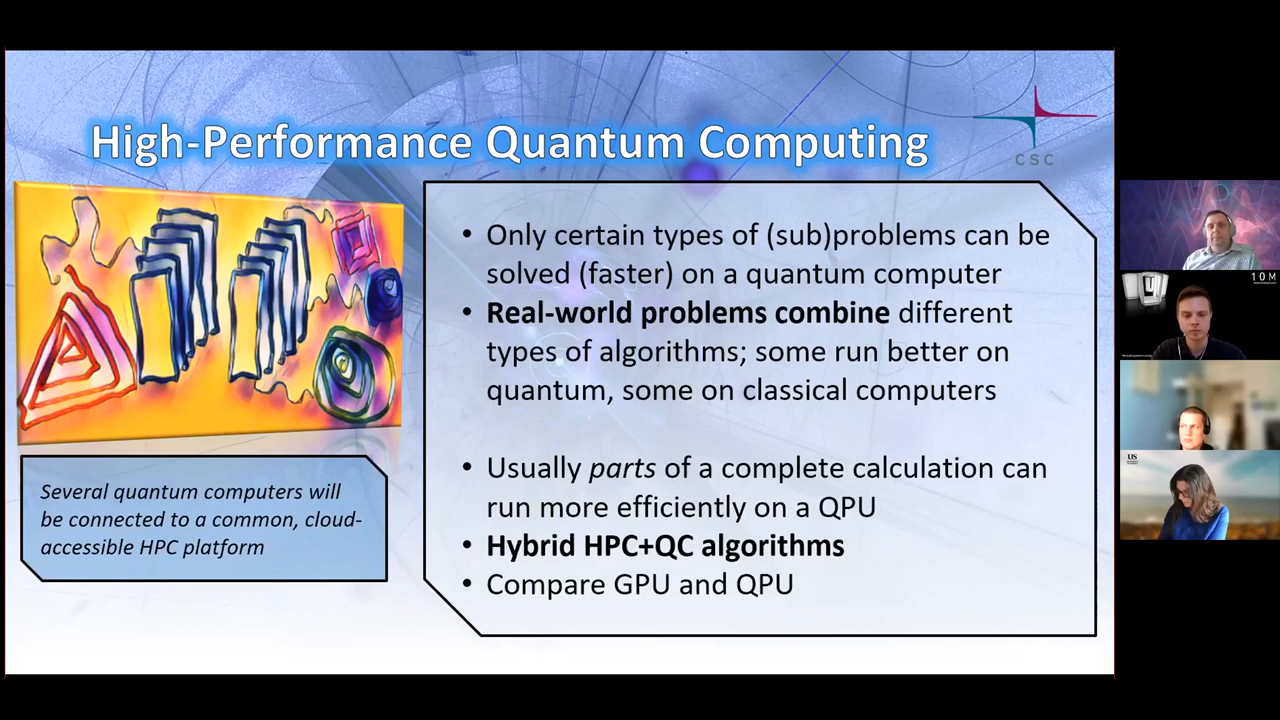 High-Performance Quantum Computing
CSC
• Only certain types of (sub)problems can be
solved (faster) on a quantum computer
• Real-world problems combine different
types of algorithms; some run better on
quantum, some on classical computers
• Usually parts of a complete calculation can
run more efficiently on a QPU
• Hybrid HPC+QC algorithms
• Compare GPU and QPU
Several quantum computers will
be connected to a common, cloud-
accessible HPC platform
10M
US